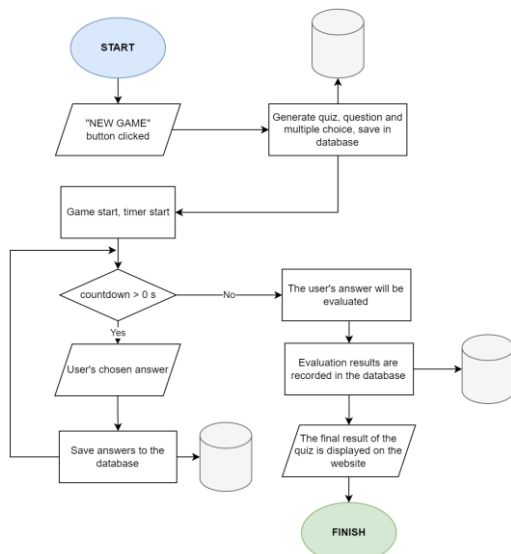 START
"NEW GAME"
button clicked
Generate quiz, question and
multiple choice, save in
database
Game start, timer start
countdown > 0 s
No
The user's answer will be
evaluated
Yes
User's chosen answer
Evaluation results are
recorded in the database
Save answers to the
database
The final result of the
quiz is displayed on the
website
FINISH